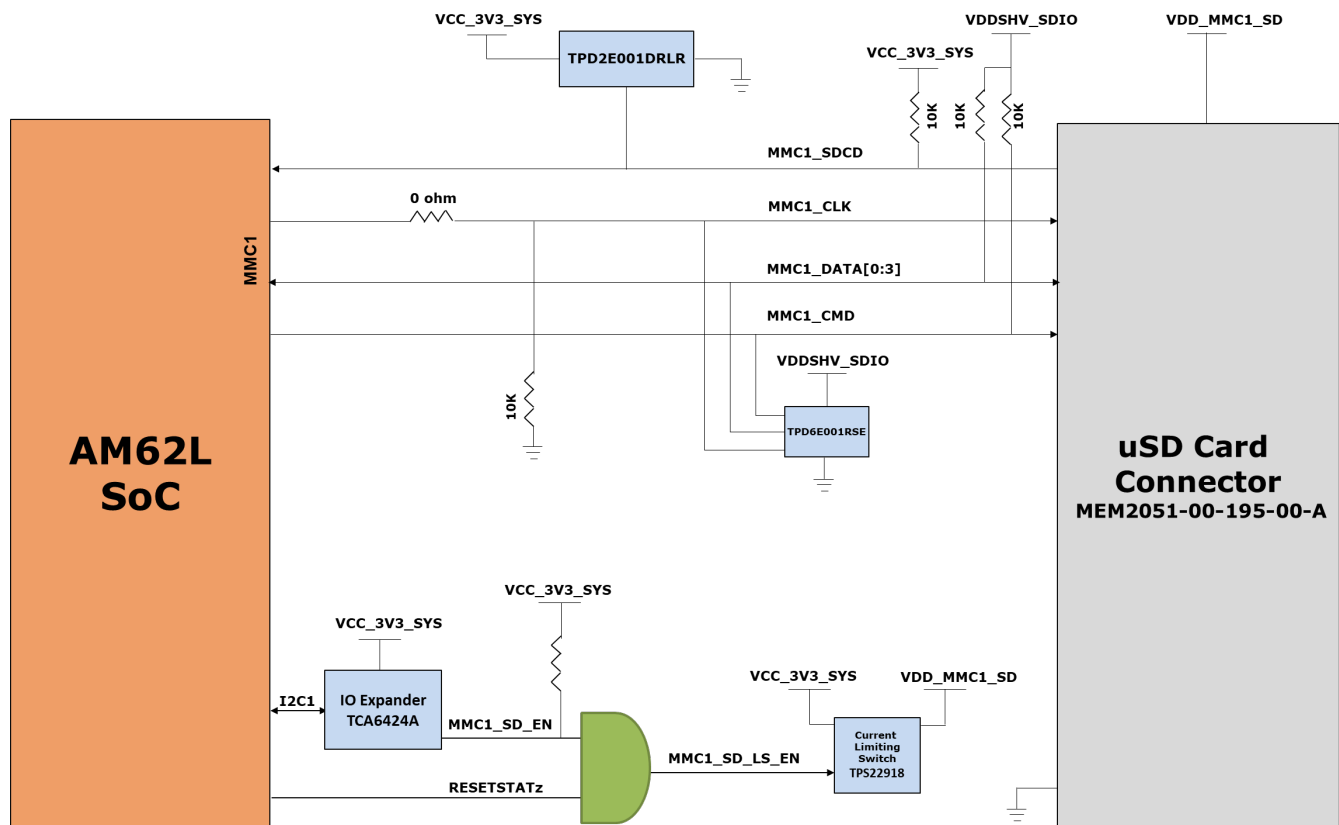 VCC_3V3_SYS
VDDSHV_SDIO
VDD_MMC1_SD
TPD2E001DRLR
VCC_3V3_SYS
10K
10K
10K
MMC1_SDCD
0 ohm
MMC1_CLK
MMC1
MMC1_DATA[0:3]
MMC1_CMD
VDDSHV_SDIO
10K
TPD6E001RSE
AM62L
SoC
uSD Card
Connector
MEM2051-00-195-00-A
VCC_3V3_SYS
VCC_3V3_SYS
VCC_3V3_SYS
VDD_MMC1_SD
I2C1
IO Expander
TCA6424A
MMC1_SD_EN
MMC1_SD_LS_EN
Current
Limiting
Switch
TPS22918
RESETSTATz